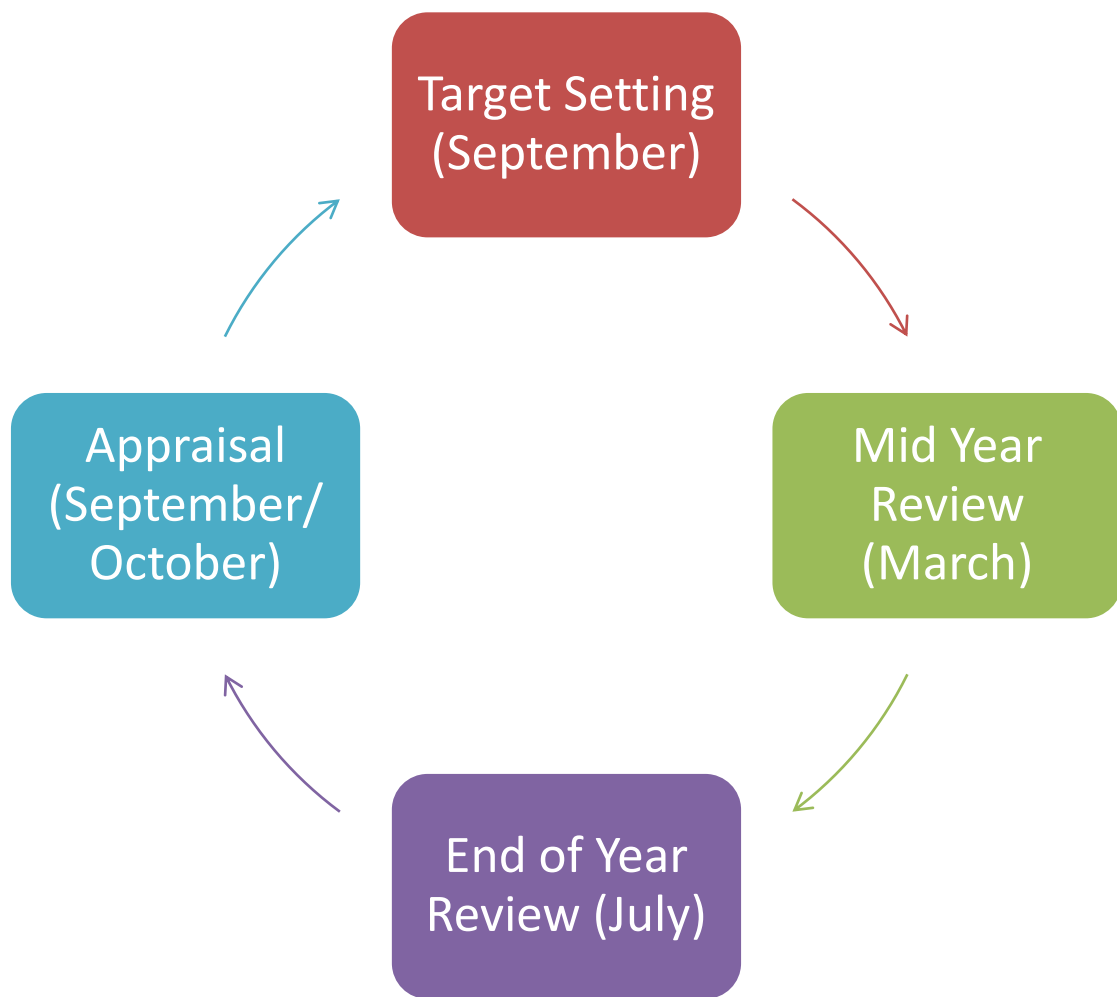 Target Setting
(September)
Mid Year
Review
(March)
End of Year
Review (July)
Appraisal
(September/
October)